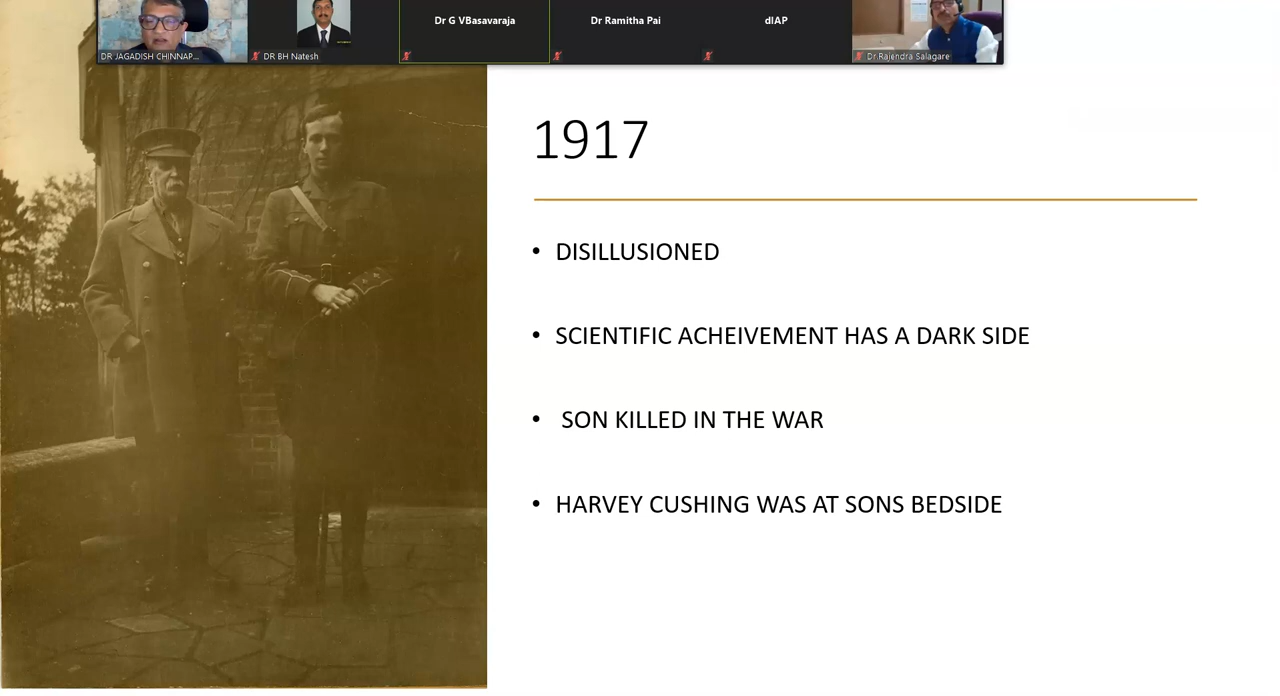 Dr G VBasavaraja
Dr Ramitha Pai
dIAP
DR JAGADISH CHINNAP...
DR BH Natesh
Dr Rajendra Salagare
1917
• DISILLUSIONED
• SCIENTIFIC ACHEIVEMENT HAS A DARK SIDE
• SON KILLED IN THE WAR
• HARVEY CUSHING WAS AT SONS BEDSIDE